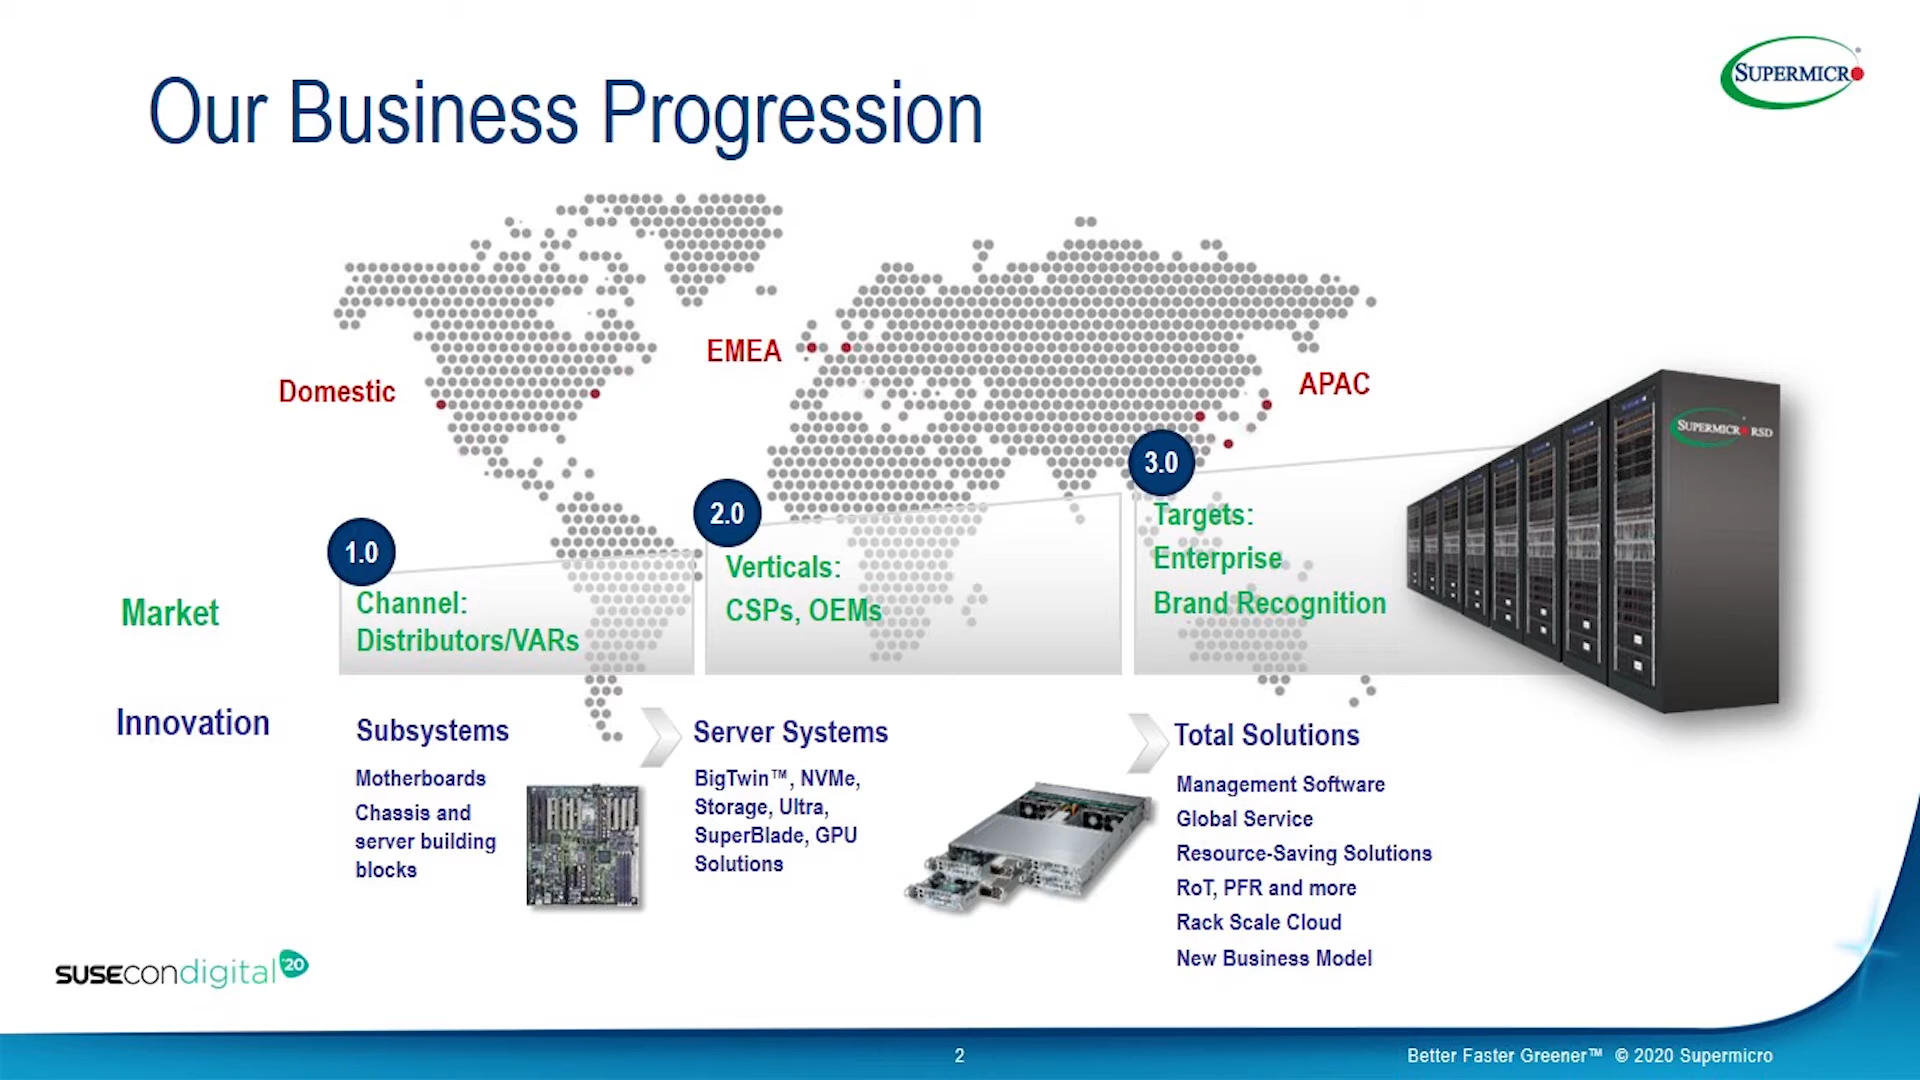 Our Business Progression
SUPERMICRO
EMEA
Domestic
APAC
SUPERMICRO RSD
1.0
2.0
3.0
Market
Channel:
Distributors/VARs
Verticals:
CSPs, OEMs
Targets:
Enterprise
Brand Recognition
Innovation
Subsystems
Motherboards
Chassis and
server building
blocks
Server Systems
BigTwin™, NVMe,
Storage, Ultra,
SuperBlade, GPU
Solutions
Total Solutions
Management Software
Global Service
Resource-Saving Solutions
RoT, PFR and more
Rack Scale Cloud
New Business Model
SUSEcondigital '20
2
Better Faster Greener™ © 2020 Supermicro